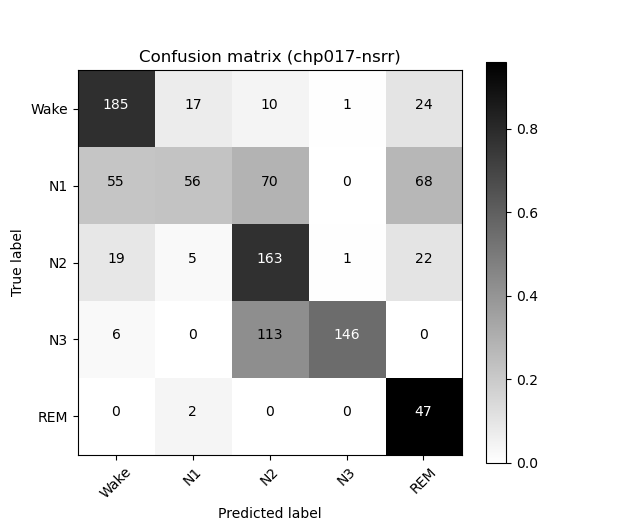 Confusion matrix (chp017-nsrr)
True label
Wake 185 17 10 1 24
N1 55 56 70 0 68
N2 19 5 163 1 22
N3 6 0 113 146 0
REM 0 2 0 0 47
Wake N1 N2 N3 REM
Predicted label
0.8
0.6
0.4
0.2
0.0